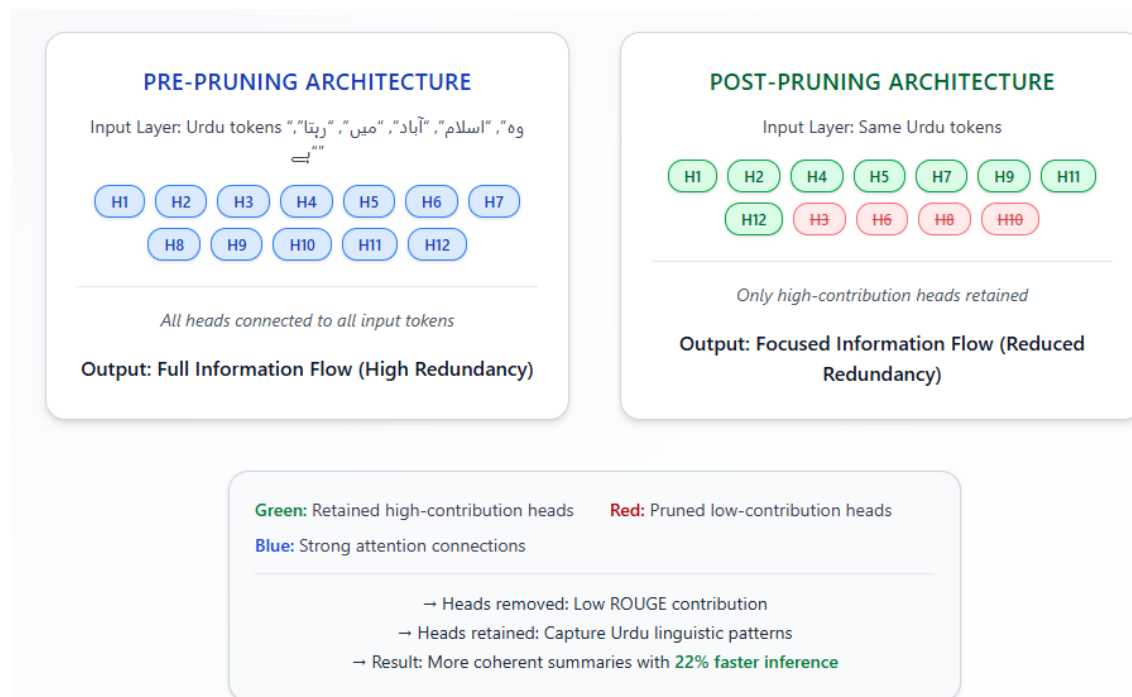 PRE-PRUNING ARCHITECTURE
Input Layer: Urdu tokens “وه”, “اسلام”, “آباد”, “میں”, “رہتا”,
“ہے”
H1 H2 H3 H4 H5 H6 H7
H8 H9 H10 H11 H12
All heads connected to all input tokens
Output: Full Information Flow (High Redundancy)
POST-PRUNING ARCHITECTURE
Input Layer: Same Urdu tokens
H1 H2 H4 H5 H7 H9 H11
H12 H3 H6 H8 H10
Only high-contribution heads retained
Output: Focused Information Flow (Reduced
Redundancy)
Green: Retained high-contribution heads Red: Pruned low-contribution heads
Blue: Strong attention connections
→ Heads removed: Low ROUGE contribution
→ Heads retained: Capture Urdu linguistic patterns
→ Result: More coherent summaries with 22% faster inference